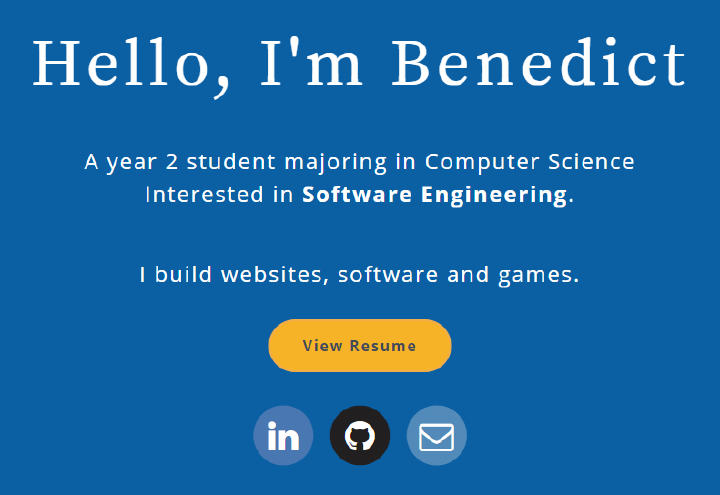 Hello, I'm Benedict
A year 2 student majoring in Computer Science
Interested in Software Engineering.
I build websites, software and games.
View Resume
in